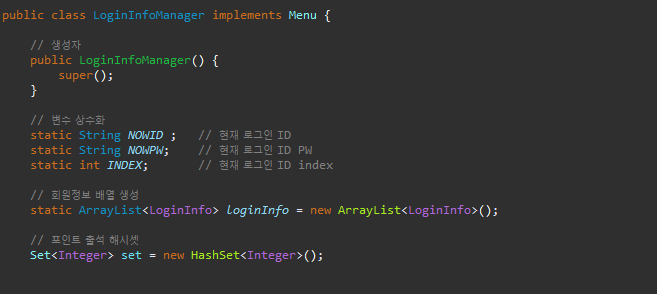 public class LoginInfoManager implements Menu {
// 생성자
public LoginInfoManager() {
super();
}
// 변수 상수화
static String NOWID ; // 현재 로그인 ID
static String NOWPW; // 현재 로그인 ID PW
static int INDEX; // 현재 로그인 ID index
// 회원정보 배열 생성
static ArrayList<LoginInfo> loginInfo = new ArrayList<LoginInfo>();
// 포인트 출석 해시셋
Set<Integer> set = new HashSet<Integer>();